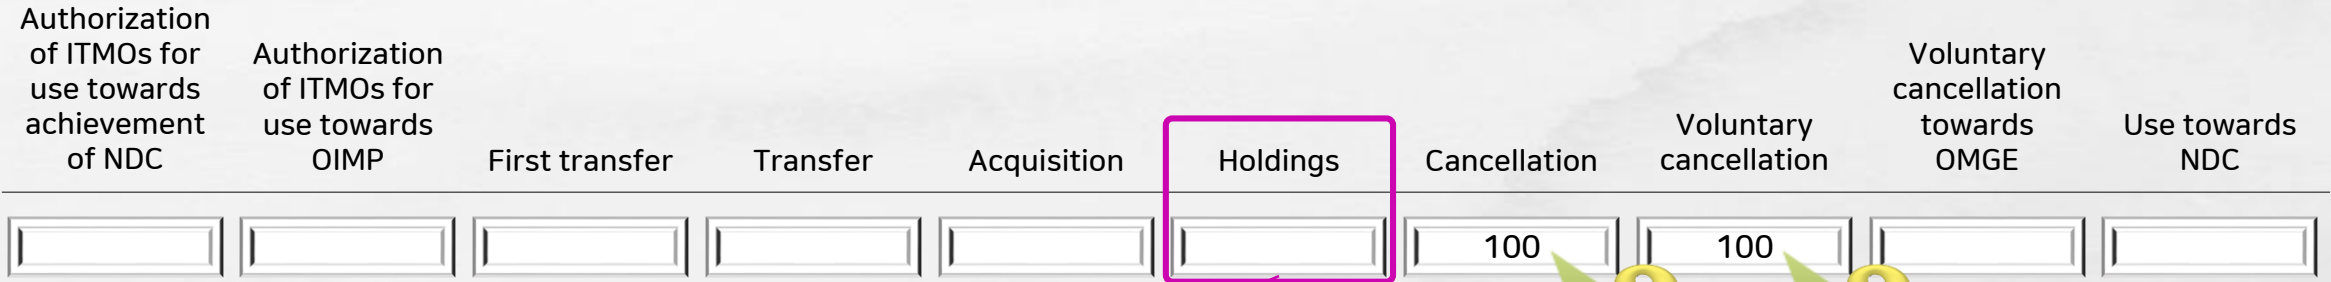 Authorization
of ITMOs for
use towards
achievement
of NDC
Authorization
of ITMOs for
use towards
OIMP
First transfer
Transfer
Acquisition
Holdings
Cancellation
Voluntary
cancellation
Voluntary
cancellation
towards
OMGE
Use towards
NDC
100
100